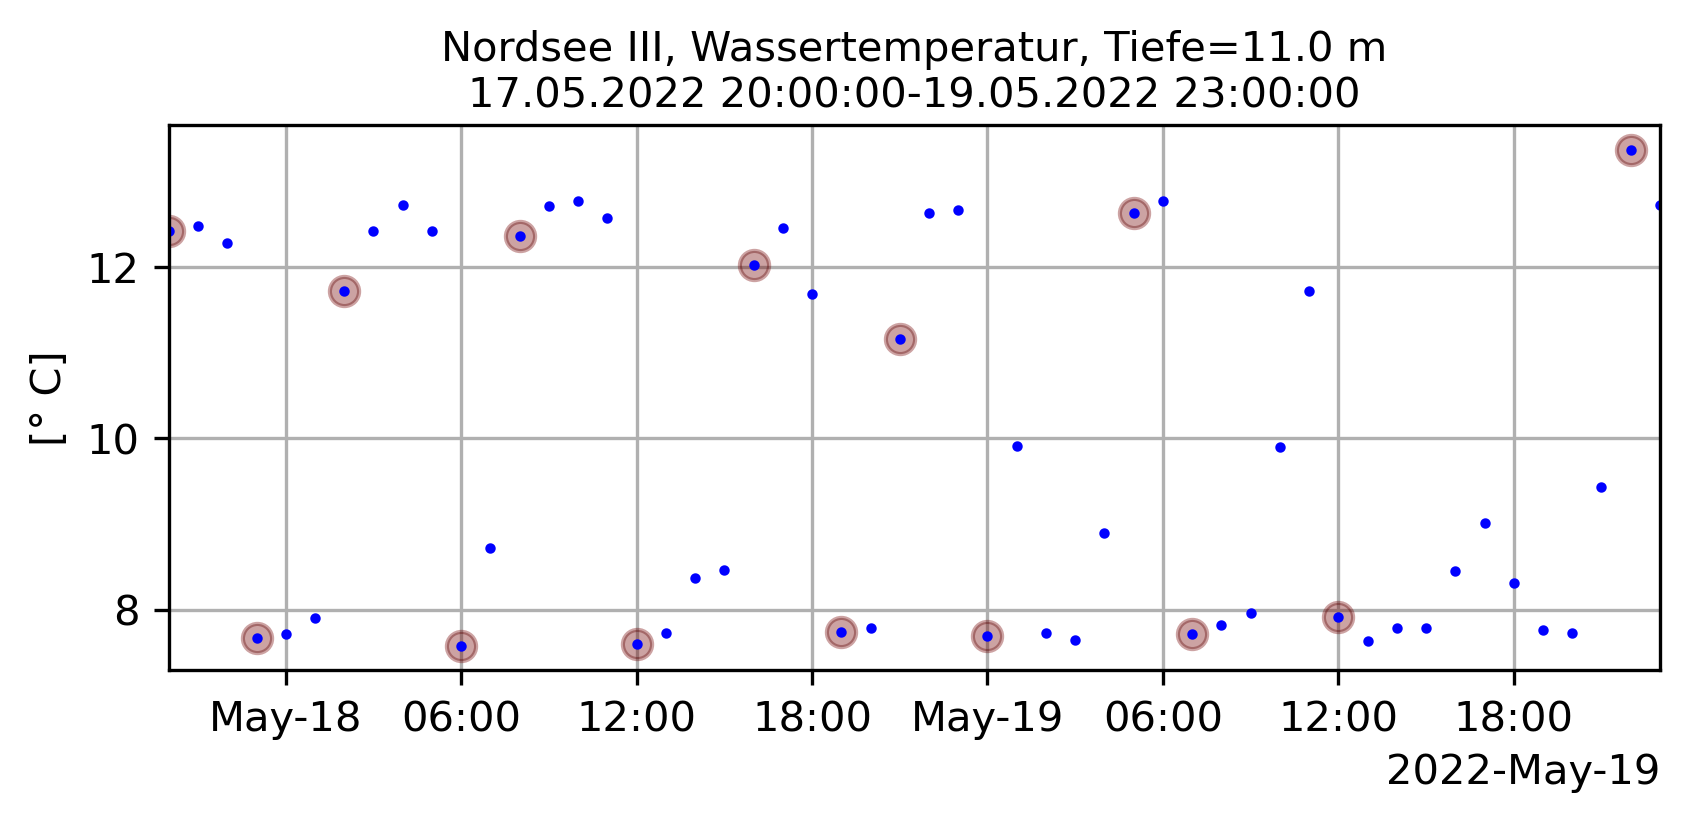 Nordsee III, Wassertemperatur, Tiefe=11.0 m
17.05.2022 20:00:00-19.05.2022 23:00:00
[° C]
12
10
8
May-18 06:00 12:00 18:00 May-19 06:00 12:00 18:00
2022-May-19